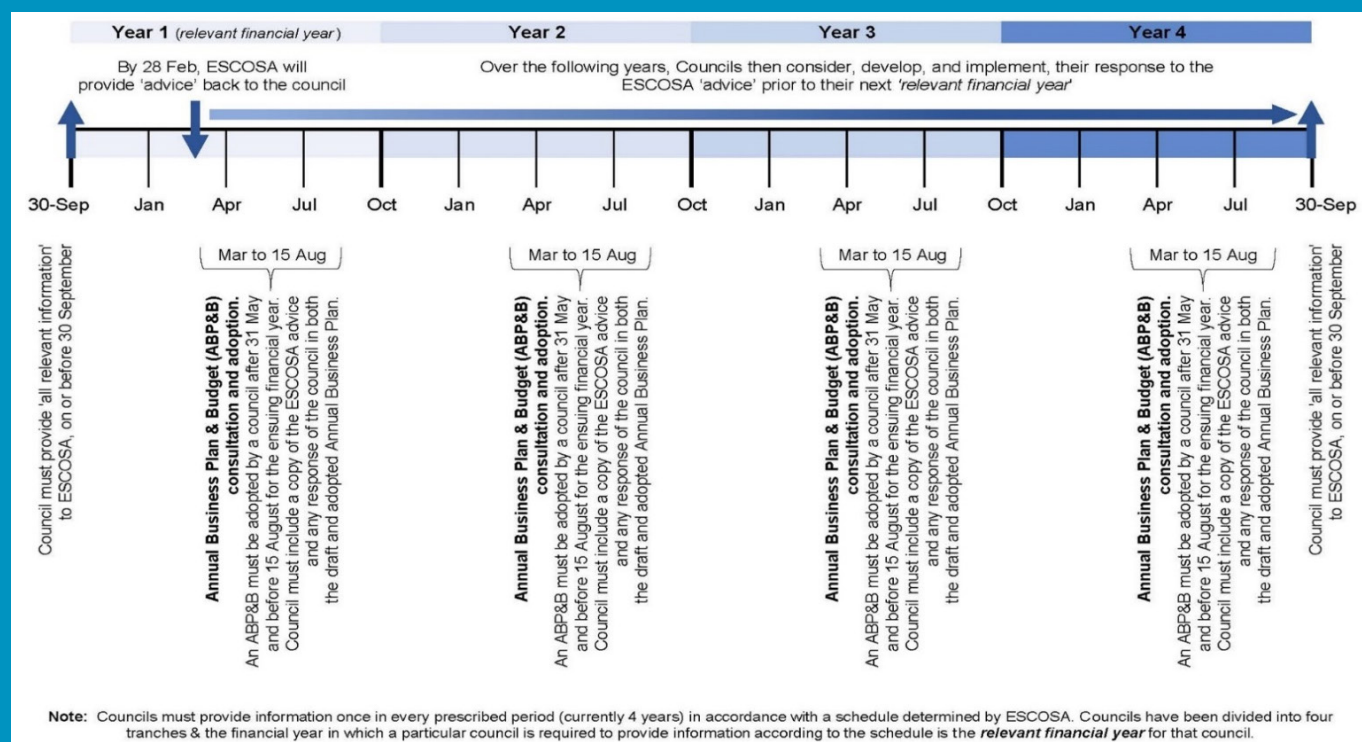 Year 1 (relevant financial year)
Year 2
Year 3
Year 4
By 28 Feb, ESCOSA will
provide 'advice' back to the council
Over the following years, Councils then consider, develop, and implement, their response to the
ESCOSA 'advice' prior to their next 'relevant financial year'
30-Sep
Jan
Apr
Jul
Oct
Jan
Apr
Jul
Oct
Jan
Apr
Jul
Oct
Jan
Apr
Jul
30-Sep
Council must provide 'all relevant information'
to ESCOSA, on or before 30 September
Mar to 15 Aug
Annual Business Plan & Budget (ABP&B)
consultation and adoption.
An ABP&B must be adopted by a council after 31 May
and before 15 August for the ensuing financial year.
Council must include a copy of the ESCOSA advice
and any response of the council in both
the draft and adopted Annual Business Plan.
Mar to 15 Aug
Annual Business Plan & Budget (ABP&B)
consultation and adoption.
An ABP&B must be adopted by a council after 31 May
and before 15 August for the ensuing financial year.
Council must include a copy of the ESCOSA advice
and any response of the council in both
the draft and adopted Annual Business Plan.
Mar to 15 Aug
Annual Business Plan & Budget (ABP&B)
consultation and adoption.
An ABP&B must be adopted by a council after 31 May
and before 15 August for the ensuing financial year.
Council must include a copy of the ESCOSA advice
and any response of the council in both
the draft and adopted Annual Business Plan.
Mar to 15 Aug
Annual Business Plan & Budget (ABP&B)
consultation and adoption.
An ABP&B must be adopted by a council after 31 May
and before 15 August for the ensuing financial year.
Council must include a copy of the ESCOSA advice
and any response of the council in both
the draft and adopted Annual Business Plan.
Council must provide 'all relevant information'
to ESCOSA, on or before 30 September
Note: Councils must provide information once in every prescribed period (currently 4 years) in accordance with a schedule determined by ESCOSA. Councils have been divided into four
tranches & the financial year in which a particular council is required to provide information according to the schedule is the relevant financial year for that council.